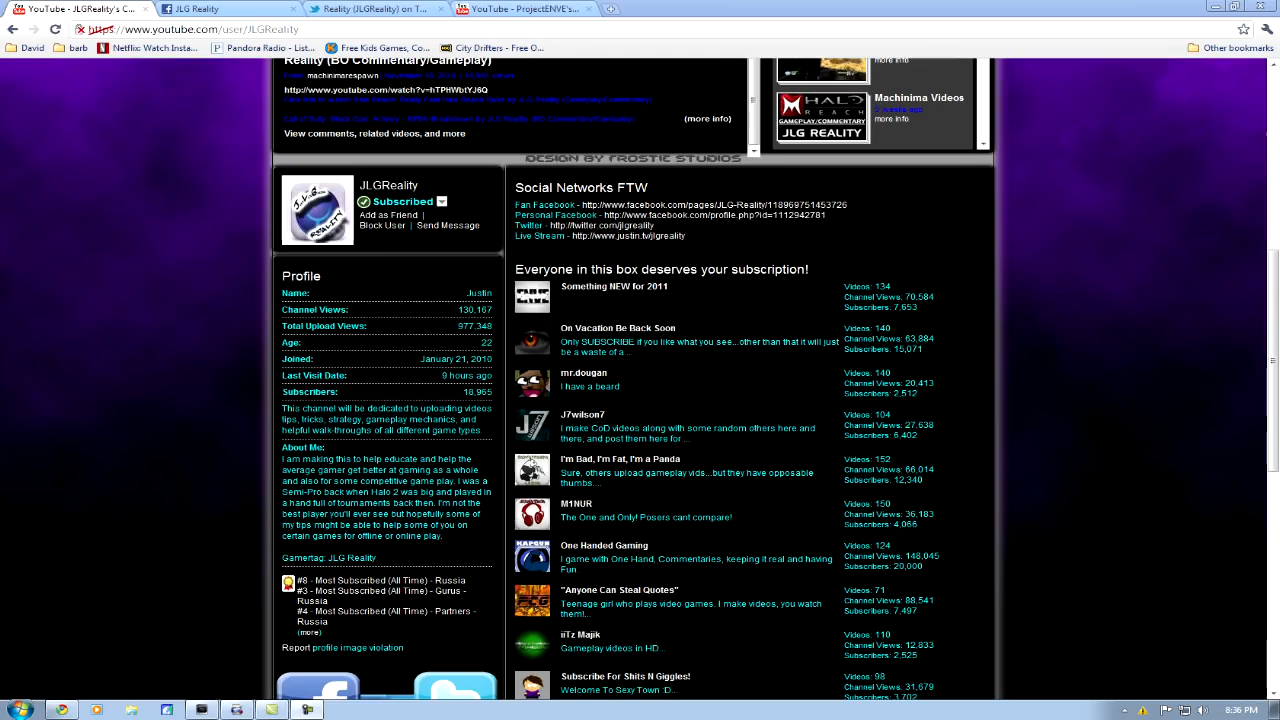 YouTube - JLGReality's C...
JLG Reality
Reality (JLGReality) on T...
YouTube - ProjectENVE's...
https://www.youtube.com/user/JLGReality
David
barb
Netflix: Watch Insta...
Pandora Radio - List...
Free Kids Games, Co...
City Drifters - Free O...
Other bookmarks
Reality (BO Commentary/Gameplay)
machinimarespawn
http://www.youtube.com/watch?v=hTPHWbtYJ6Q
(more info)
View comments, related videos, and more
more info
Machinima Videos
2 weeks ago
more info
HALO
REACH
GAMEPLAY/COMMENTARY
JLG REALITY
DESIGN BY FROSTIE STUDIOS
JLGReality
Subscribed
Add as Friend |
Block User | Send Message
Profile
Name: Justin
Channel Views: 130,167
Total Upload Views: 977,348
Age: 22
Joined: January 21, 2010
Last Visit Date: 9 hours ago
Subscribers: 18,965
This channel will be dedicated to uploading videos
tips, tricks, strategy, gameplay mechanics, and
helpful walk-throughs of all different game types.
About Me:
I am making this to help educate and help the
average gamer get better at gaming as a whole
and also for some competitive game play. I was a
Semi-Pro back when Halo 2 was big and played in
a hand full of tournaments back then. I'm not the
best player you'll ever see but hopefully some of
my tips might be able to help some of you on
certain games for offline or online play.
Gamertag: JLG Reality
#8 - Most Subscribed (All Time) - Russia
#3 - Most Subscribed (All Time) - Gurus -
Russia
#4 - Most Subscribed (All Time) - Partners -
Russia
(more)
Report profile image violation
Social Networks FTW
Fan Facebook - http://www.facebook.com/pages/JLG-Reality/118969751453726
Personal Facebook - http://www.facebook.com/profile.php?id=1112942781
Twitter - http://twitter.com/jlgreality
Live Stream - http://www.justin.tv/jlgreality
Everyone in this box deserves your subscription!
Something NEW for 2011
Videos: 134
Channel Views: 70,584
Subscribers: 7,653
On Vacation Be Back Soon
Only SUBSCRIBE if you like what you see...other than that it will just
be a waste of a...
Videos: 140
Channel Views: 63,884
Subscribers: 15,071
mr.dougan
I have a beard
Videos: 140
Channel Views: 20,413
Subscribers: 2,512
J7wilson7
I make CoD videos along with some random others here and
there, and post them here for ...
Videos: 104
Channel Views: 27,638
Subscribers: 6,402
I'm Bad, I'm Fat, I'm a Panda
Sure, others upload gameplay vids...but they have opposable
thumbs....
Videos: 152
Channel Views: 66,014
Subscribers: 12,340
M1NUR
The One and Only! Posers cant compare!
Videos: 150
Channel Views: 36,183
Subscribers: 4,066
One Handed Gaming
I game with One Hand, Commentaries, keeping it real and having
Fun
Videos: 124
Channel Views: 148,045
Subscribers: 20,000
"Anyone Can Steal Quotes"
Teenage girl who plays video games. I make videos, you watch
them!...
Videos: 71
Channel Views: 88,541
Subscribers: 7,497
iiTz Majik
Gameplay videos in HD...
Videos: 110
Channel Views: 12,833
Subscribers: 2,525
Subscribe For Shits N Giggles!
Welcome To Sexy Town :D...
Videos: 98
Channel Views: 31,679
Subscribers: 3,702
8:36 PM